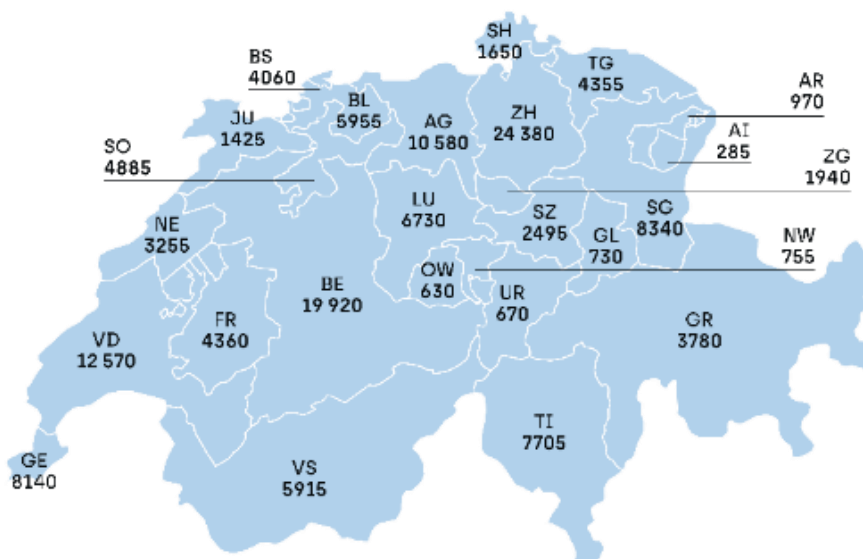 SH
1650
BS
4060
TG
4355
AR
970
BL
5955
JU
1425
AG
10 580
ZH
24 380
AI
285
SO
4885
ZG
1940
LU
6730
SZ
2495
SG
8340
NE
3255
GL
730
NW
755
OW
630
BE
19 920
UR
670
FR
4360
GR
3780
VD
12 570
TI
7705
GE
8140
VS
5915